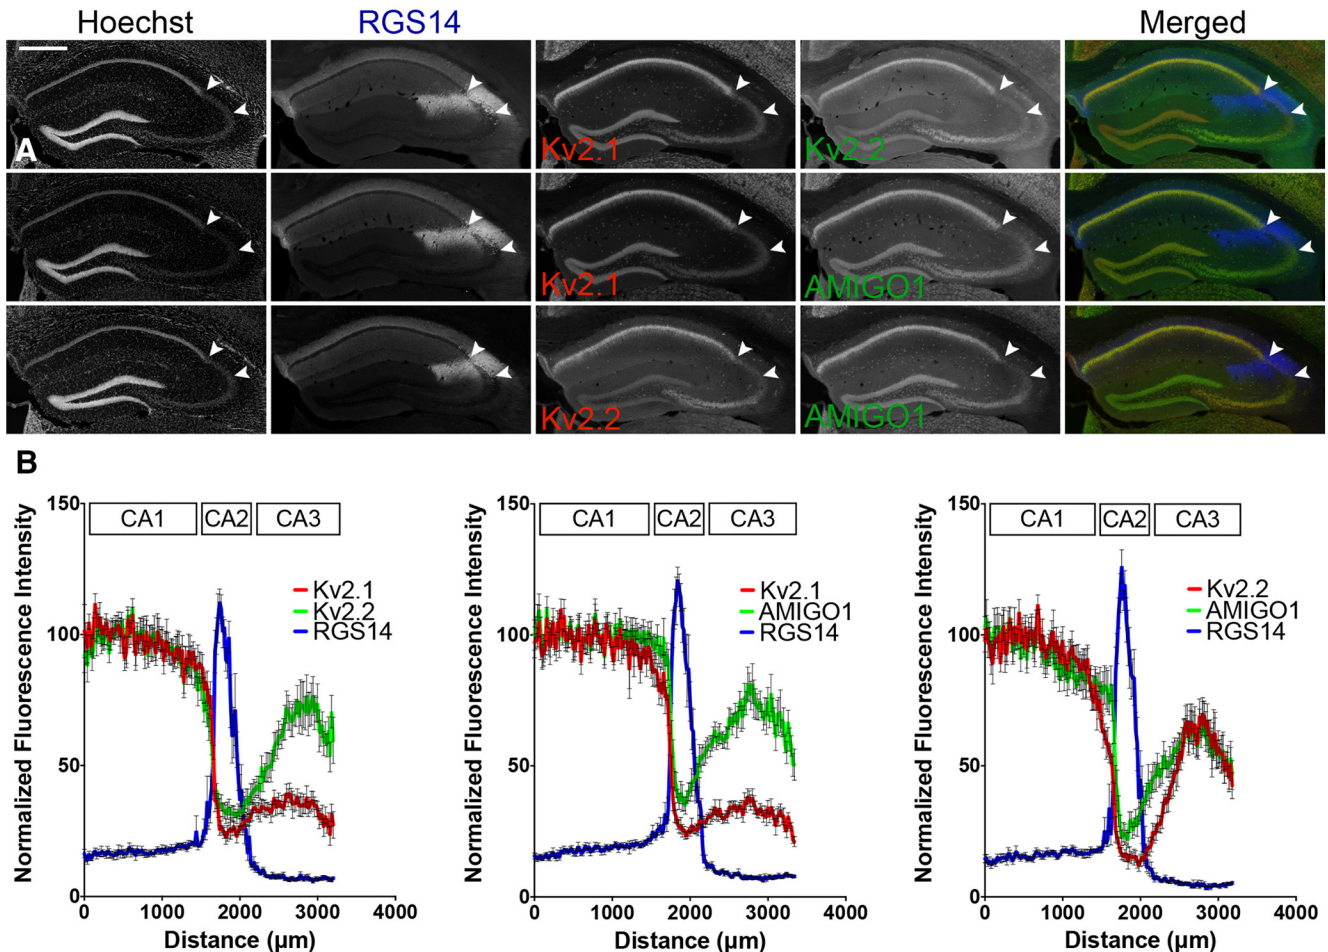 Hoechst RGS14 Merged
A Kv2.1 Kv2.2
Kv2.1 AMIGO1
Kv2.2 AMIGO1
B
Normalized Fluorescence Intensity
150
100
50
0
CA1 CA2 CA3
Kv2.1
Kv2.2
RGS14
0 1000 2000 3000 4000
Distance (µm)
Normalized Fluorescence Intensity
150
100
50
0
CA1 CA2 CA3
Kv2.1
AMIGO1
RGS14
0 1000 2000 3000 4000
Distance (µm)
Normalized Fluorescence Intensity
150
100
50
0
CA1 CA2 CA3
Kv2.2
AMIGO1
RGS14
0 1000 2000 3000 4000
Distance (µm)